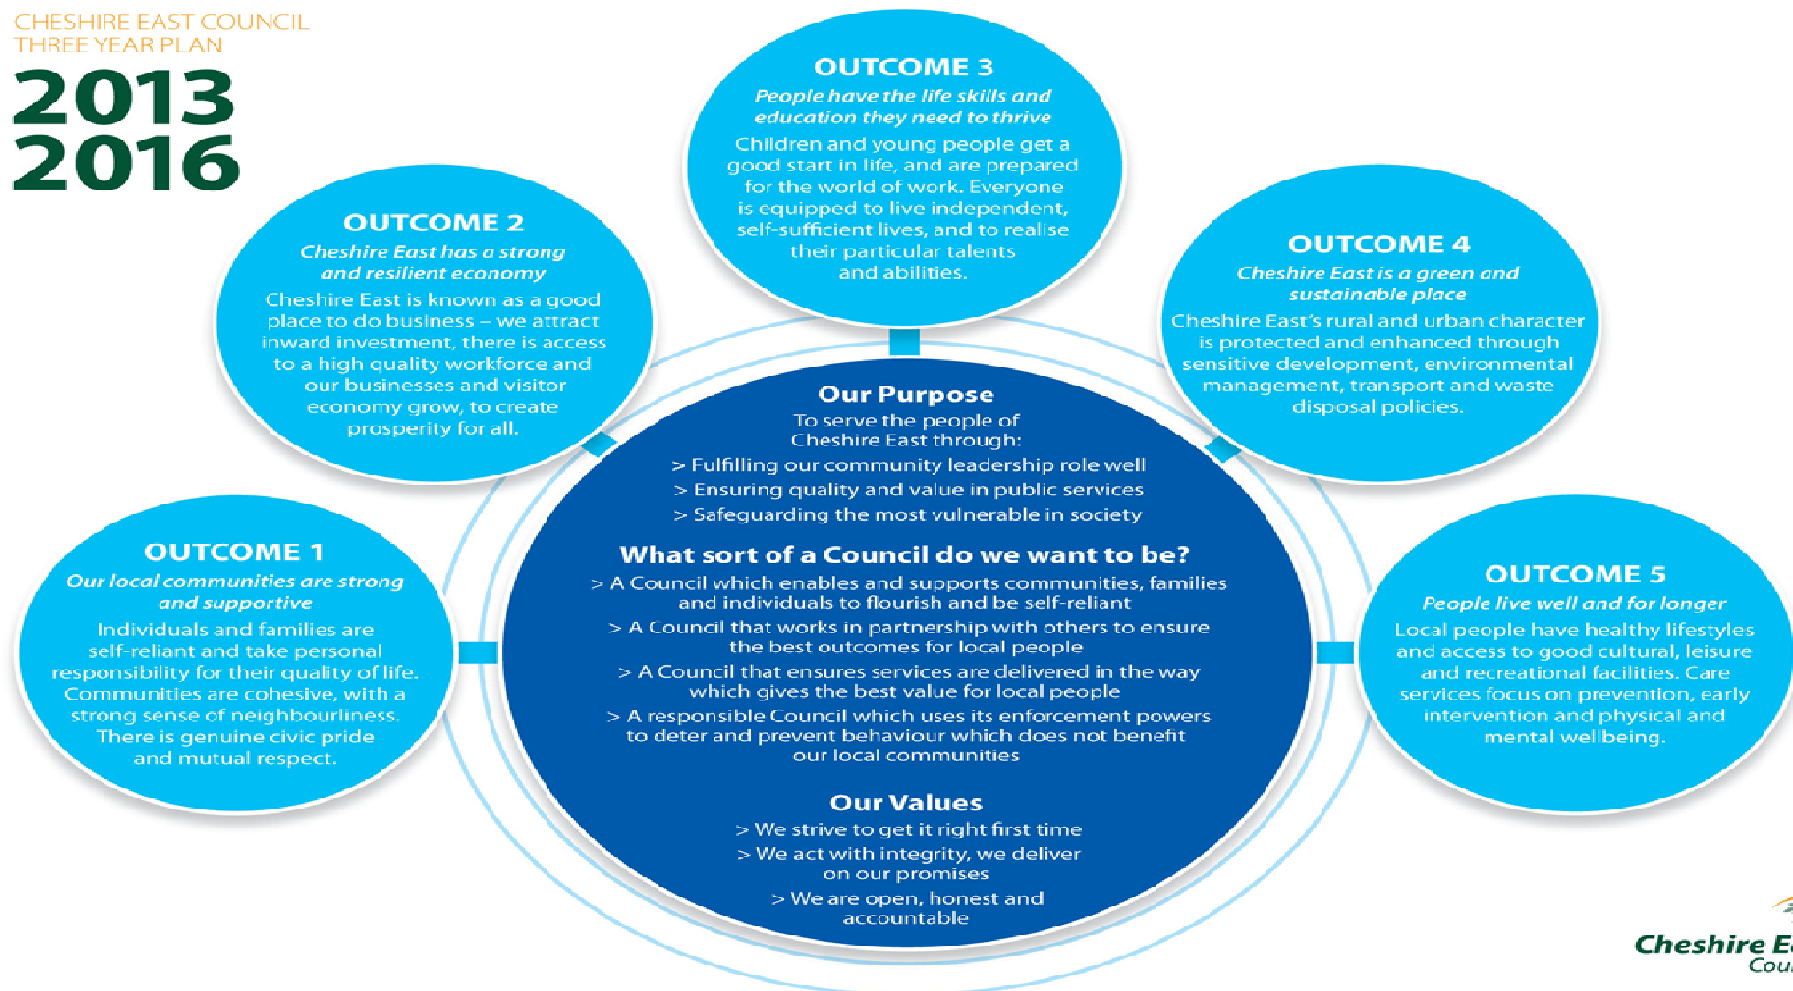 CHESHIRE EAST COUNCIL
THREE YEAR PLAN
2013
2016
OUTCOME 1
Our local communities are strong
and supportive
Individuals and families are
self-reliant and take personal
responsibility for their quality of life.
Communities are cohesive, with a
strong sense of neighbourliness.
There is genuine civic pride
and mutual respect.
OUTCOME 2
Cheshire East has a strong
and resilient economy
Cheshire East is known as a good
place to do business – we attract
inward investment, there is access
to a high quality workforce and
our businesses and visitor
economy grow, to create
prosperity for all.
OUTCOME 3
People have the life skills and
education they need to thrive
Children and young people get a
good start in life, and are prepared
for the world of work. Everyone
is equipped to live independent,
self-sufficient lives, and to realise
their particular talents
and abilities.
OUTCOME 4
Cheshire East is a green and
sustainable place
Cheshire East's rural and urban character
is protected and enhanced through
sensitive development, environmental
management, transport and waste
disposal policies.
OUTCOME 5
People live well and for longer
Local people have healthy lifestyles
and access to good cultural, leisure
and recreational facilities. Care
services focus on prevention, early
intervention and physical and
mental wellbeing.
Our Purpose
To serve the people of
Cheshire East through:
> Fulfilling our community leadership role well
> Ensuring quality and value in public services
> Safeguarding the most vulnerable in society
What sort of a Council do we want to be?
> A Council which enables and supports communities, families
and individuals to flourish and be self-reliant
> A Council that works in partnership with others to ensure
the best outcomes for local people
> A Council that ensures services are delivered in the way
which gives the best value for local people
> A responsible Council which uses its enforcement powers
to deter and prevent behaviour which does not benefit
our local communities
Our Values
> We strive to get it right first time
> We act with integrity, we deliver
on our promises
> We are open, honest and
accountable
Cheshire